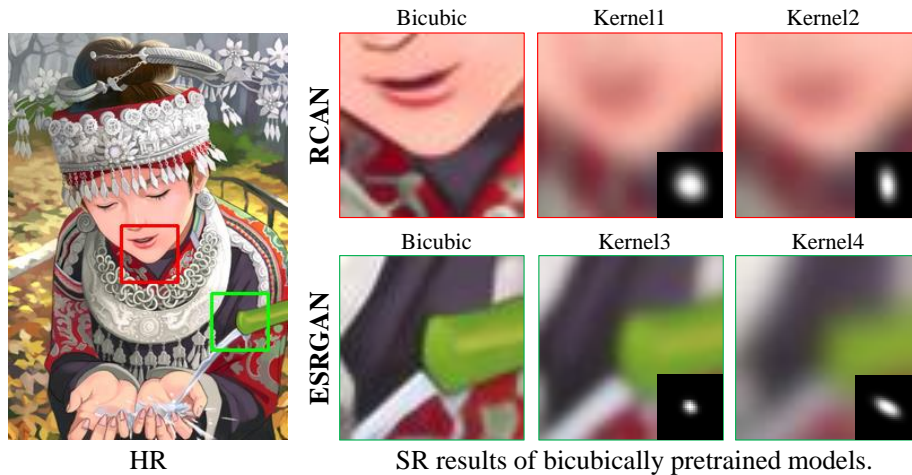 Bicubic Kernel1 Kernel2
RCAN
Bicubic Kernel3 Kernel4
ESRGAN
HR
SR results of bicubically pretrained models.